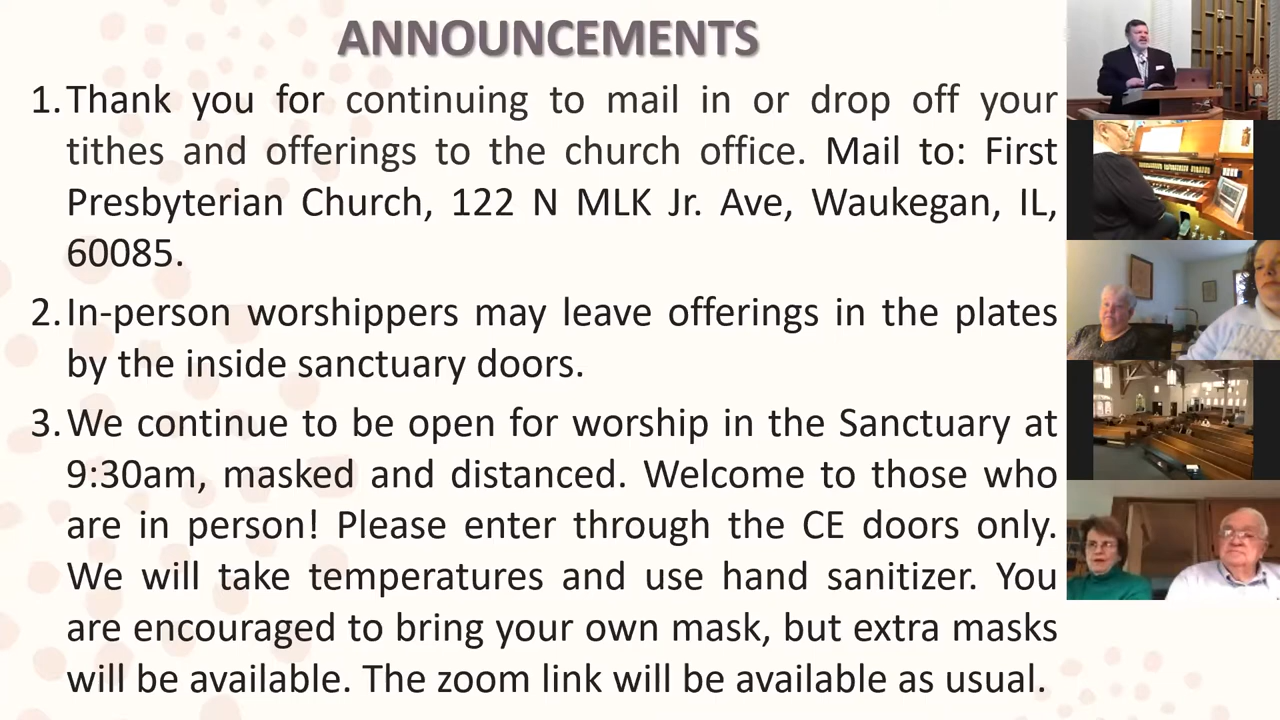 ANNOUNCEMENTS
1. Thank you for continuing to mail in or drop off your
tithes and offerings to the church office. Mail to: First
Presbyterian Church, 122 N MLK Jr. Ave, Waukegan, IL,
60085.
2. In-person worshippers may leave offerings in the plates
by the inside sanctuary doors.
3. We continue to be open for worship in the Sanctuary at
9:30am, masked and distanced. Welcome to those who
are in person! Please enter through the CE doors only.
We will take temperatures and use hand sanitizer. You
are encouraged to bring your own mask, but extra masks
will be available. The zoom link will be available as usual.